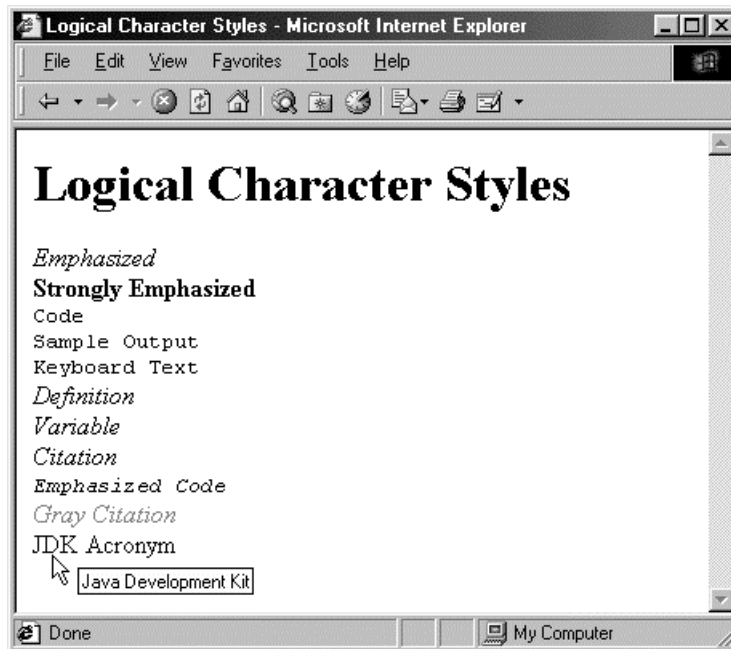 Logical Character Styles - Microsoft Internet Explorer
File Edit View Favorites Tools Help
Logical Character Styles
Emphasized
Strongly Emphasized
Code
Sample Output
Keyboard Text
Definition
Variable
Citation
Emphasized Code
Gray Citation
JDK Acronym
Java Development Kit
Done
My Computer